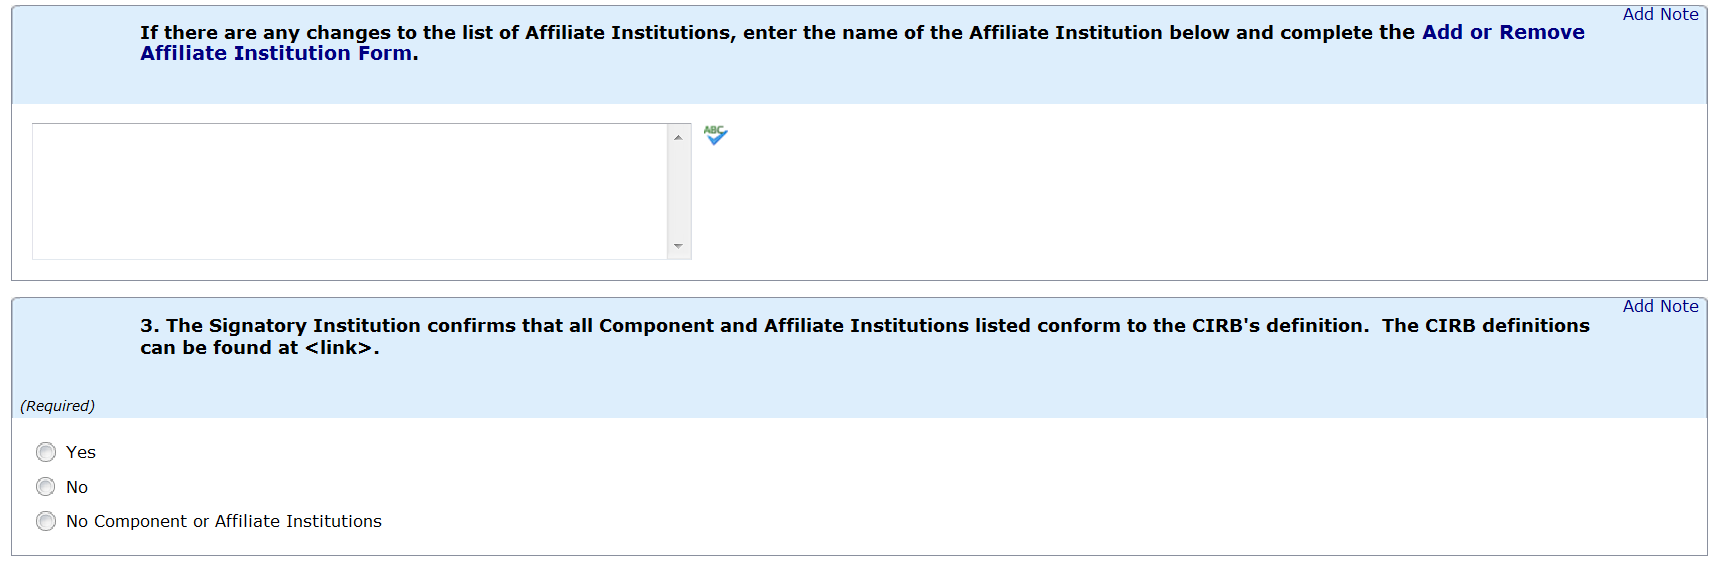 Add Note
If there are any changes to the list of Affiliate Institutions, enter the name of the Affiliate Institution below and complete the Add or Remove
Affiliate Institution Form.
ABC
Add Note
3. The Signatory Institution confirms that all Component and Affiliate Institutions listed conform to the CIRB's definition.  The CIRB definitions
can be found at <link>.
(Required)
Yes
No
No Component or Affiliate Institutions